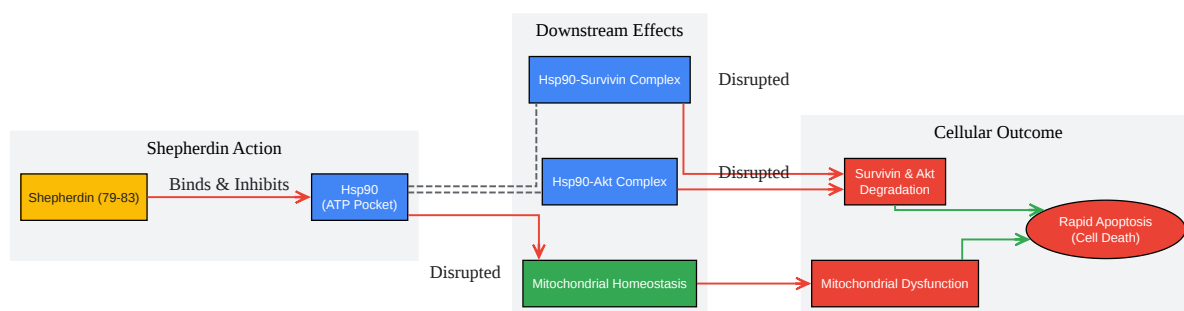 Downstream Effects
Hsp90-Survivin Complex
Disrupted
Shepherdin Action
Cellular Outcome
Shepherdin (79-83)
Binds & Inhibits
Hsp90
(ATP Pocket)
Hsp90-Akt Complex
Disrupted
Survivin & Akt
Degradation
Rapid Apoptosis
(Cell Death)
Disrupted
Mitochondrial Homeostasis
Mitochondrial Dysfunction